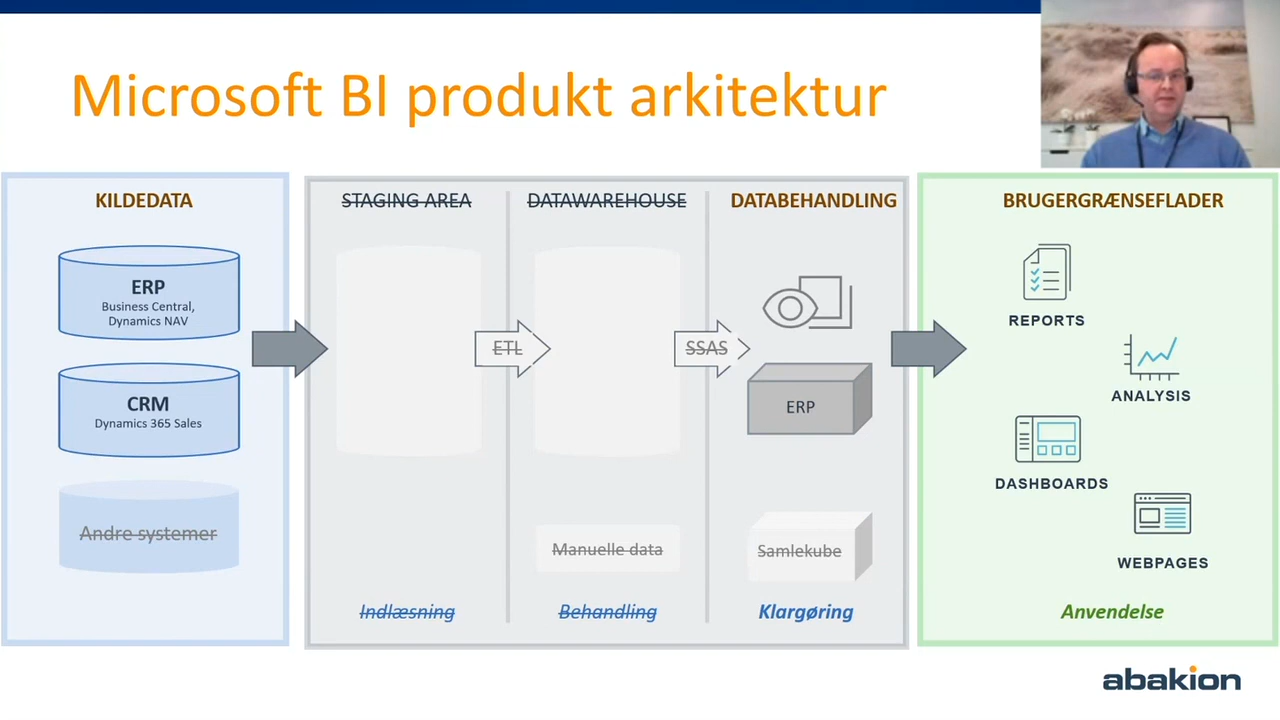 Microsoft BI produkt arkitektur
KILDEDATA
ERP
Business Central,
Dynamics NAV
CRM
Dynamics 365 Sales
Andre systemer
STAGING AREA
DATAWAREHOUSE
DATABEHANDLING
ETL
SSAS
ERP
Manuelle data
Samlekube
Indlæsning
Behandling
Klargøring
BRUGERGRÆNSEFLADER
REPORTS
ANALYSIS
DASHBOARDS
WEBPAGES
Anvendelse
abakion